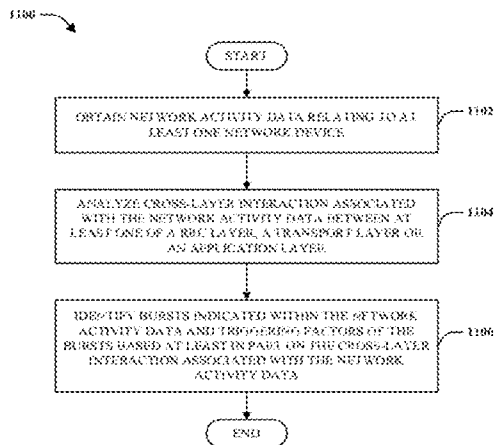 1100
START
OBTAIN NETWORK ACTIVITY DATA RELATING TO AT
LEAST ONE NETWORK DEVICE
1102
ANALYZE CROSS-LAYER INTERACTION ASSOCIATED
WITH THE NETWORK ACTIVITY DATA BETWEEN AT
LEAST ONE OF A RRC LAYER, A TRANSPORT LAYER OR
AN APPLICATION LAYER
1104
IDENTIFY BURSTS INDICATED WITHIN THE NETWORK
ACTIVITY DATA AND TRIGGERING FACTORS OF THE
BURSTS BASED AT LEAST IN PART ON THE CROSS-LAYER
INTERACTION ASSOCIATED WITH THE NETWORK
ACTIVITY DATA
1106
END